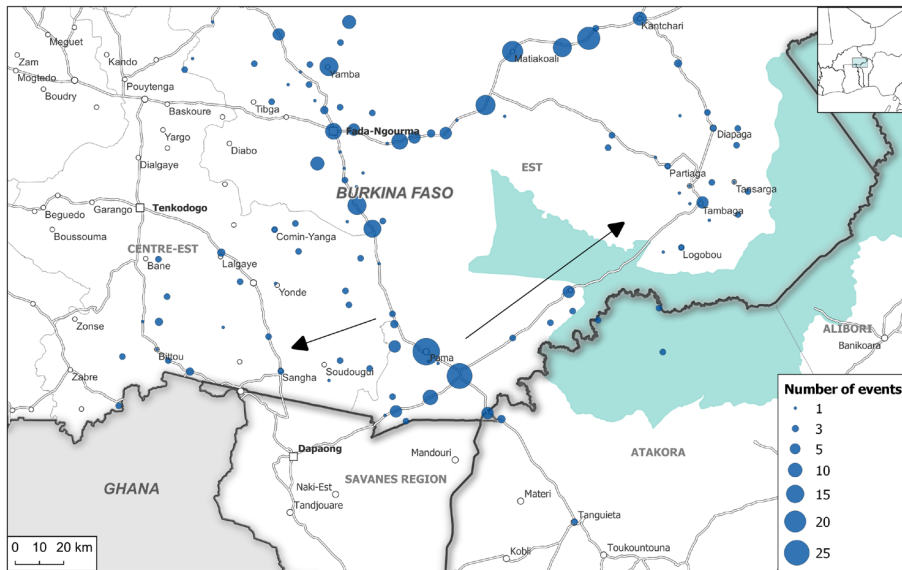 Kantchari
Meguet
Zam
Kando
Matiakoali
Mogtedo
Yamba
Pouytenga
Boudry
Tibga
Baskoure
Fada-Ngourma
Yargo
Diapaga
Diabo
Dialgaye
EST
Partiaga
BURKINA FASO
Tansarga
Garango
Tenkodogo
Beguedo
Tambaga
Boussouma
Comin-Yanga
CENTRE-EST
Logobou
Bane
Lalgaye
Yonde
Zonse
ALIBORI
Banikoara
Bittou
Pama
Zabre
Sangha
Soudougui
Number of events
1
3
5
10
15
20
25
Dapaong
Mandouri
ATAKORA
SAVANES REGION
GHANA
Naki-Est
Materi
Tandjouare
Tanguieta
0 10 20 km
Kobli
Toukountouna